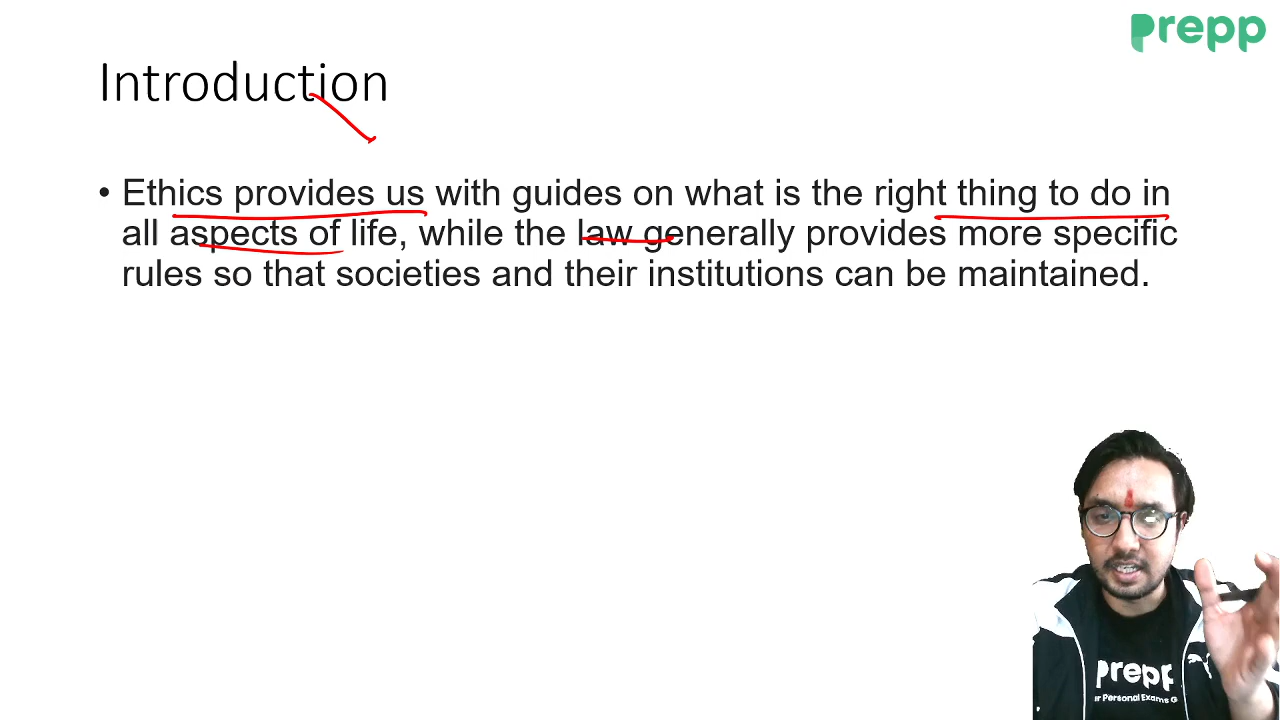 prepp
Introduction
• Ethics provides us with guides on what is the right thing to do in
all aspects of life, while the law generally provides more specific
rules so that societies and their institutions can be maintained.
prepp
r Personal Exams G